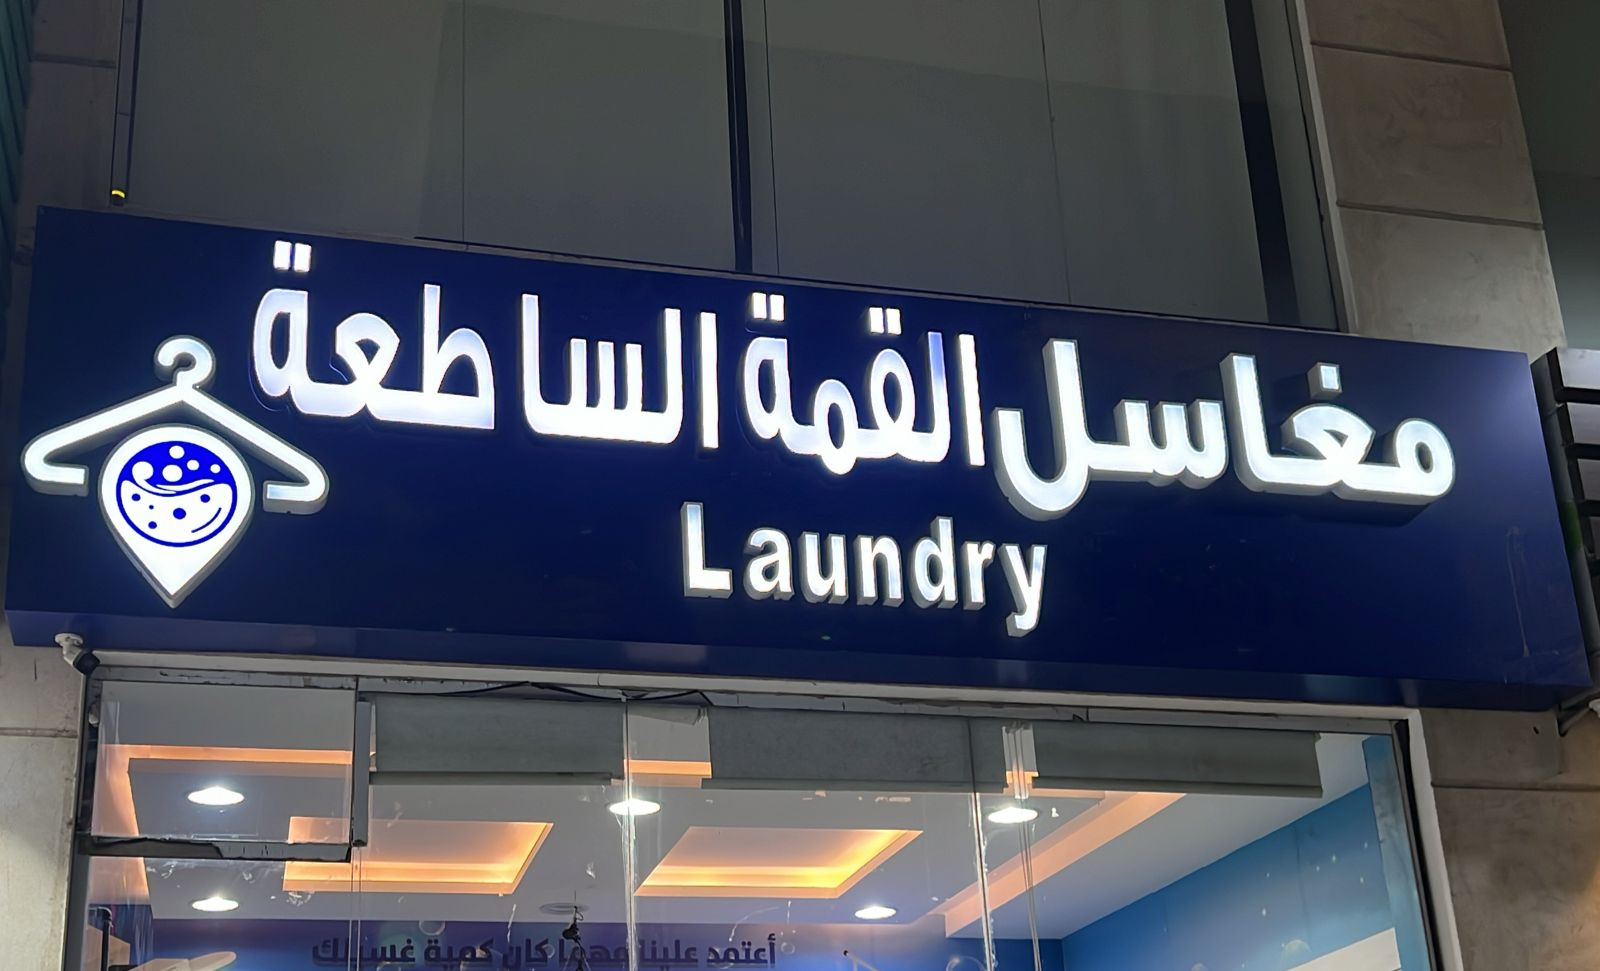 مغاسل القمة الساطعة
Laundry
أعتمد علينا مهما كان كمية غسيلك